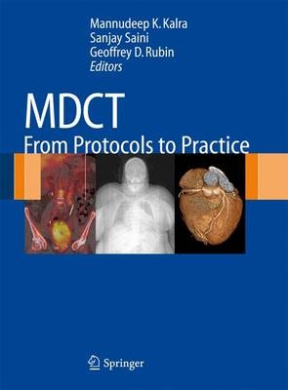 Mannudeep K. Kalra
Sanjay Saini
Geoffrey D. Rubin
Editors
MDCT
From Protocols to Practice
Springer